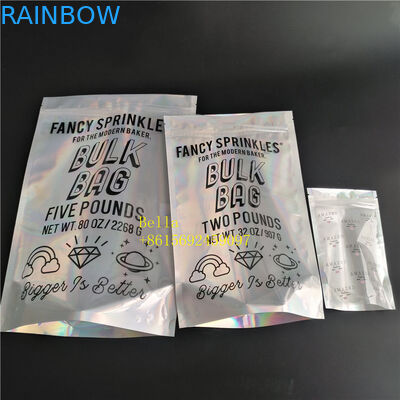 RAINBOW
FANCY SPRINKLES®
FOR THE MODERN BAKER.
BULK
BAG
FIVE POUNDS
NET WT 80 OZ/2268 G
Bigger Is Better
FANCY SPRINKLES®
FOR THE MODERN BAKER.
BULK
BAG
TWO POUNDS
NET WT 32 OZ/907 G
Bigger Is Better
Bella